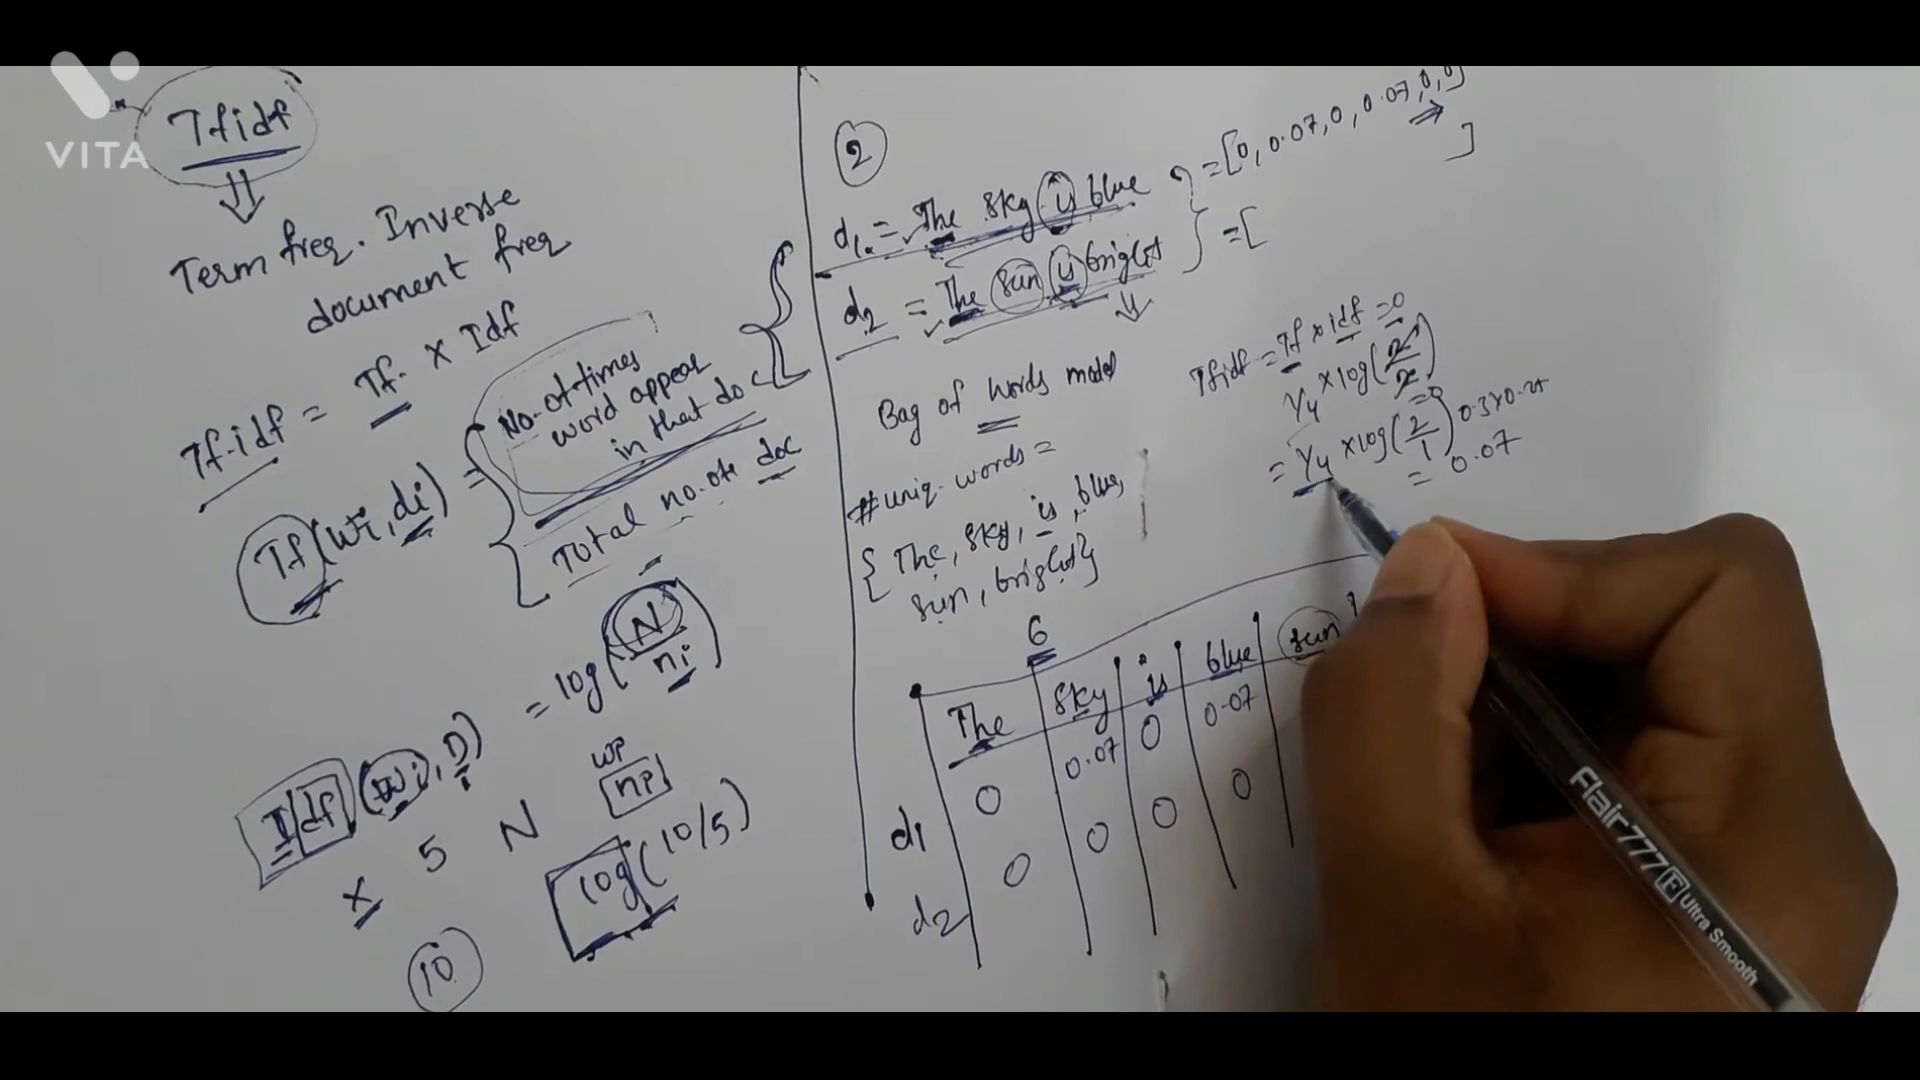 VITA
Tfidf
Term freq. Inverse
document freq
Tf-idf = Tf. x Idf
Tf(wi, di) =
No. of times
word appear
in that doc
Total no. of doc
Idf(wi, D)
= log(N/ni)
x 5 N
wi
ni
10
log(10/5)
2
d1 = The sky is blue
= [0, 0.07, 0, 0.07, 0, 0]
]
d2 = The sun is bright
= [
Bag of words model
#uniq. words =
{ The, sky, is, blue,
sun, bright}
6
Tfidf = Tf x idf = 0
1/4 x log(2/2)
= 0
= 1/4 x log(2/1)
= 0.07
The sky is blue sun
d1 0 0.07 0 0.07
d2 0 0 0 0
Flair 777 F Ultra Smooth